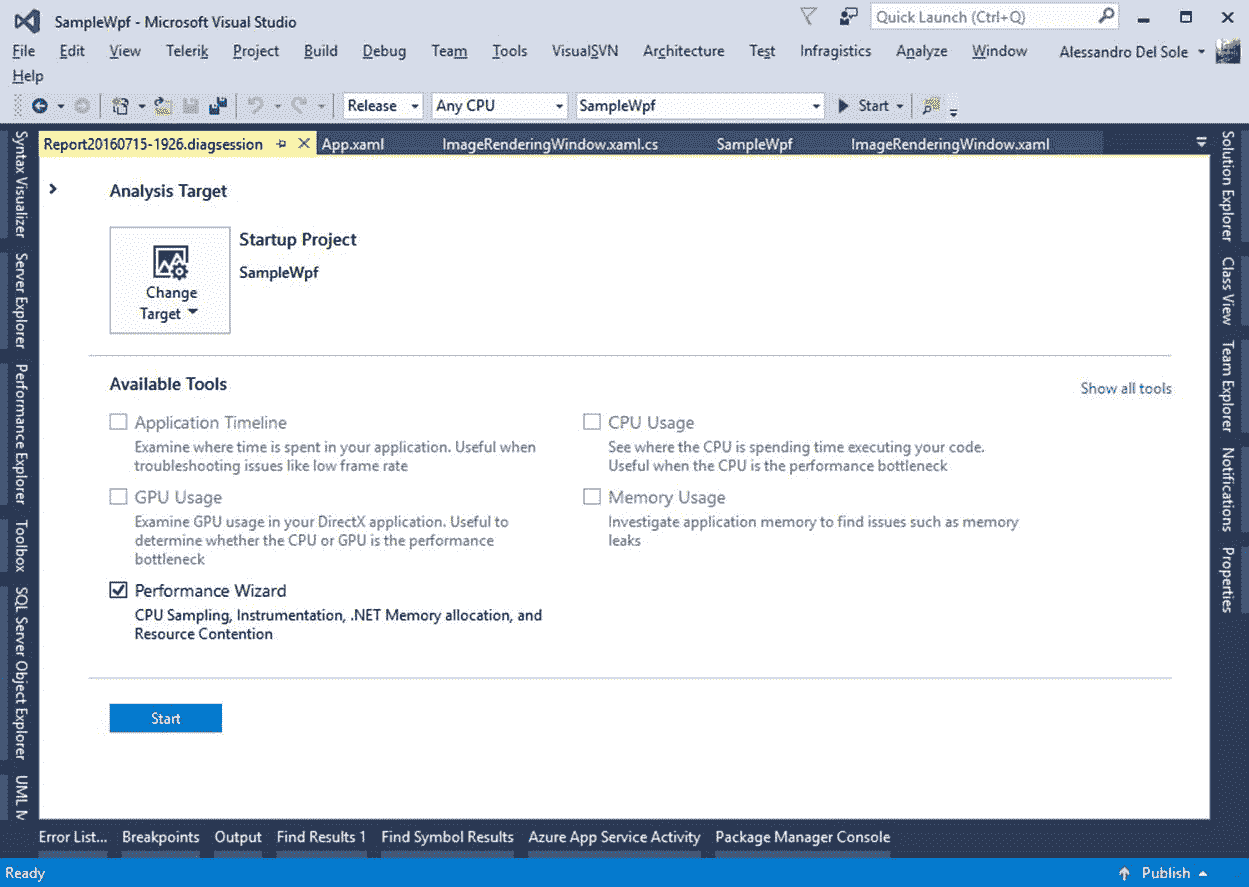 SampleWpf - Microsoft Visual Studio
Quick Launch (Ctrl+Q)
File Edit View Telerik Project Build Debug Team Tools VisualSVN Architecture Test Infragistics Analyze Window Alessandro Del Sole
Help
Release Any CPU SampleWpf Start
Report20160715-1926.diagsession App.xaml ImageRenderingWindow.xaml.cs SampleWpf ImageRenderingWindow.xaml
Syntax Visualizer
Server Explorer
Performance Explorer
Toolbox
SQL Server Object Explorer
UML M
Analysis Target
Change
Target
Startup Project
SampleWpf
Available Tools
Show all tools
Application Timeline
Examine where time is spent in your application. Useful when
troubleshooting issues like low frame rate
CPU Usage
See where the CPU is spending time executing your code.
Useful when the CPU is the performance bottleneck
GPU Usage
Examine GPU usage in your DirectX application. Useful to
determine whether the CPU or GPU is the performance
bottleneck
Memory Usage
Investigate application memory to find issues such as memory
leaks
Performance Wizard
CPU Sampling, Instrumentation, .NET Memory allocation, and
Resource Contention
Start
Solution Explorer
Class View
Team Explorer
Notifications
Properties
Error List... Breakpoints Output Find Results 1 Find Symbol Results Azure App Service Activity Package Manager Console
Ready
Publish